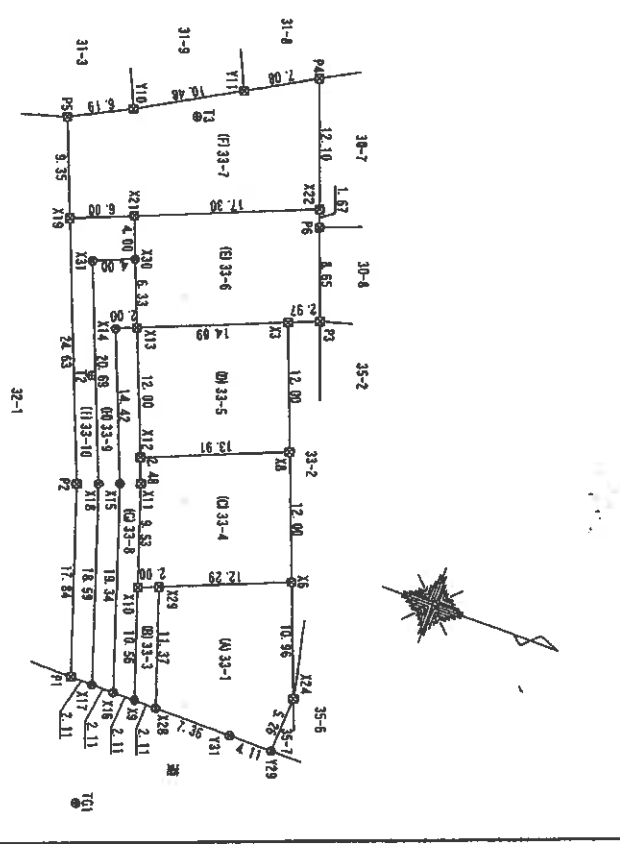 31-3
31-9
31-8
P5
6.19
Y10
10.48
Y11
7.08
P4
T3
9.35
(F) 33-7
12.10
30-7
X19
6.00
X21
17.30
X22
1.67
P6
4.00
X31
4.00
X30
(E) 33-6
8.65
30-8
6.33
X14
2.00
X13
14.69
X3
2.97
P3
35-2
24.63
T2
20.68
14.42
12.00
(D) 33-5
12.00
32-1
(I) 33-10
(H) 33-9
X12
13.91
X8
33-2
2.48
P2
X18
X15
X11
(G) 33-8
9.53
(C) 33-4
12.00
2.00
X10
X29
12.29
X6
17.84
18.59
19.34
10.56
(B) 33-3
11.37
(A) 33-1
10.96
P1
X17
X16
X9
X28
X24
35-6
2.11
2.11
2.11
2.11
7.36
Y31
4.11
Y29
35-7
道
TG1